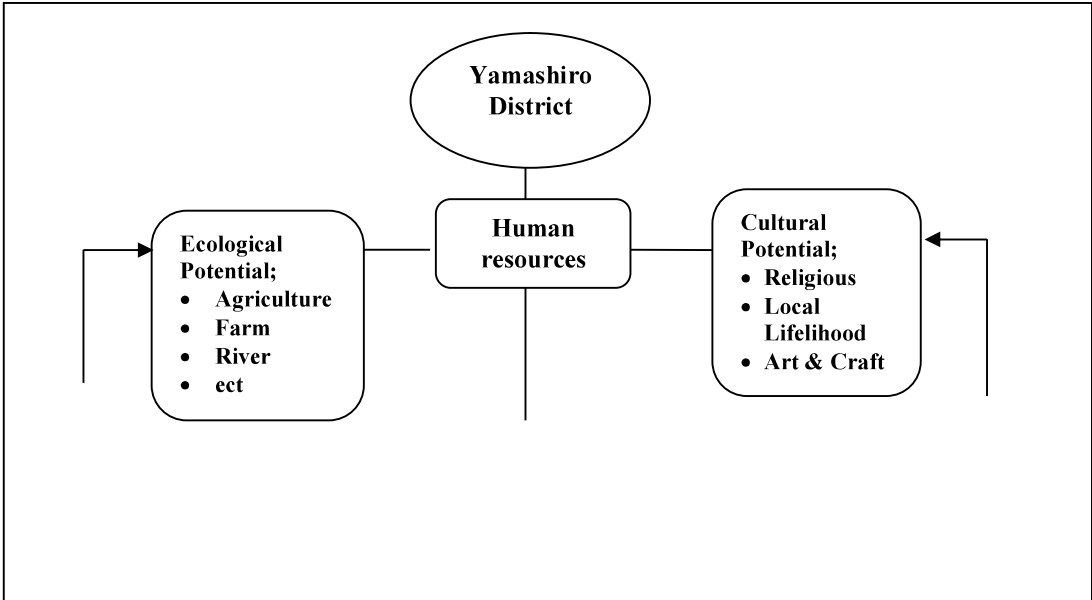 Yamashiro
District
Human
resources
Ecological
Potential;
• Agriculture
• Farm
• River
• ect
Cultural
Potential;
• Religious
• Local
Lifelihood
• Art & Craft